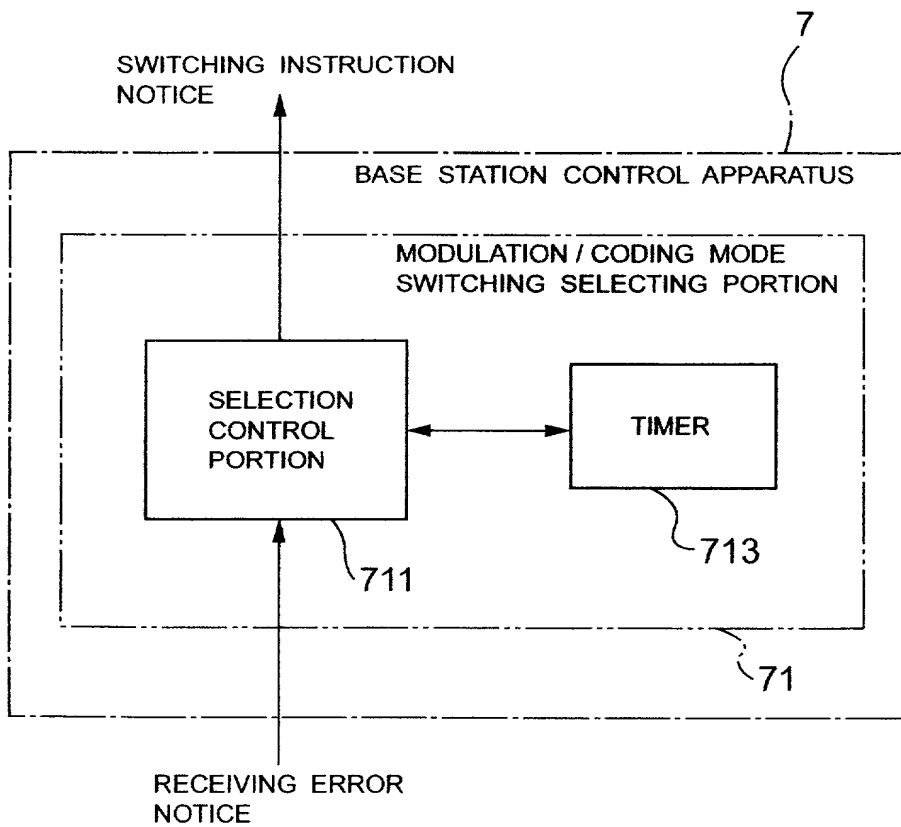 7
SWITCHING INSTRUCTION
NOTICE
BASE STATION CONTROL APPARATUS
MODULATION / CODING MODE
SWITCHING SELECTING PORTION
SELECTION
CONTROL
PORTION
TIMER
711
713
71
RECEIVING ERROR
NOTICE